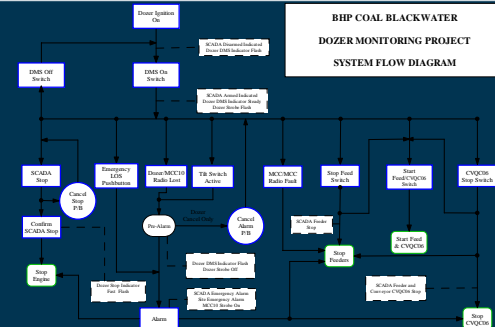 BHP COAL BLACKWATER
DOZER MONITORING PROJECT
SYSTEM FLOW DIAGRAM
Dozer Ignition
On
SCADA Disarmed Indicated
Dozer DMS Indicator Flash
DMS Off
Switch
DMS On
Switch
SCADA Armed Indicated
Dozer DMS Indicator Steady
Dozer Strobe Flash
SCADA
Stop
Cancel
Stop
P/B
Emergency
LOS
Pushbutton
Dozer/MCC10
Radio Lost
Tilt Switch
Active
MCC/MCC
Radio Fault
Stop Feed
Switch
Start
Feed/CVQC06
Switch
CVQC06
Stop Switch
Confirm
SCADA Stop
Pre-Alarm
Dozer
Cancel Only
Cancel
Alarm
P/B
SCADA Feeder
Stop
Start Feed
& CVQC06
Stop
Feeders
Stop
Engine
Dozer DMS Indicator Flash
Dozer Strobe Off
Dozer Stop Indicator
Fast Flash
SCADA Emergency Alarm
Site Emergency Alarm
MCC10 Strobe On
SCADA Feeder and
Conveyor CVQC06 Stop
Alarm
Stop
CVQC06